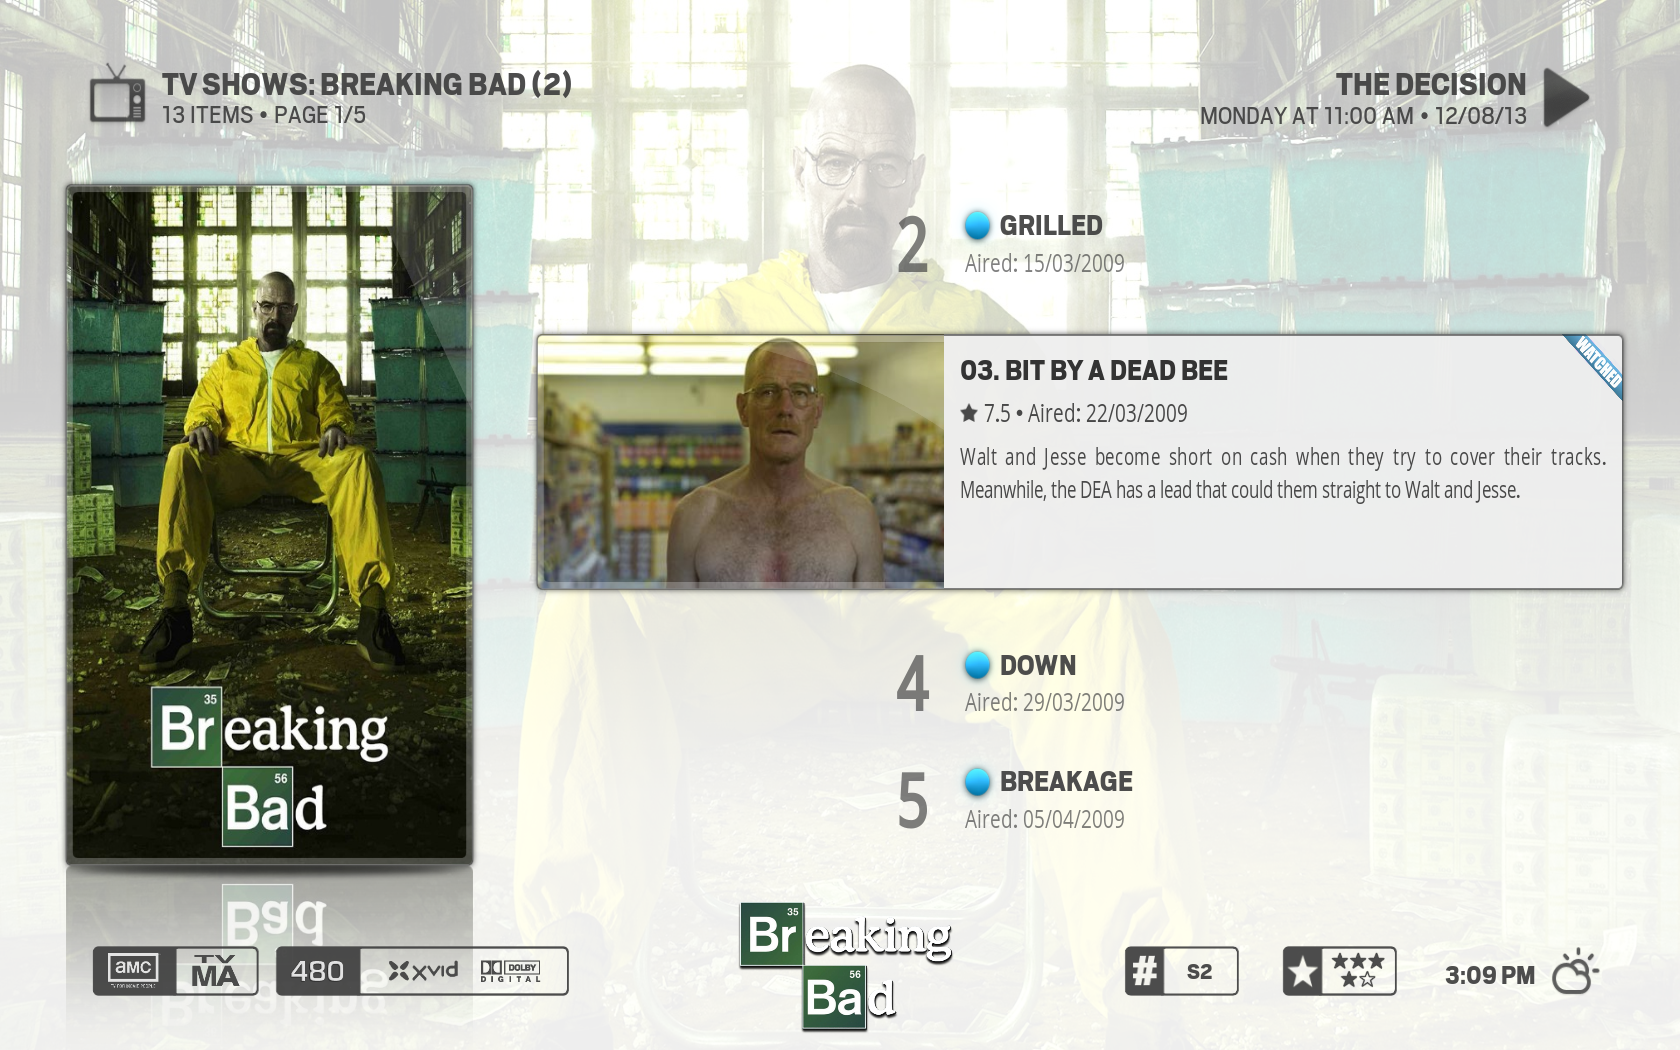 TV SHOWS: BREAKING BAD (2)
13 ITEMS • PAGE 1/5
THE DECISION
MONDAY AT 11:00 AM • 12/08/13
2
GRILLED
Aired: 15/03/2009
WATCHED
03. BIT BY A DEAD BEE
★ 7.5 • Aired: 22/03/2009
Walt and Jesse become short on cash when they try to cover their tracks.
Meanwhile, the DEA has a lead that could them straight to Walt and Jesse.
4
DOWN
Aired: 29/03/2009
5
BREAKAGE
Aired: 05/04/2009
35
Breaking
56
Bad
aMC
TV FOR MOVIE PEOPLE
TV
MA
480
xvid
DOLBY
DIGITAL
35
Breaking
56
Bad
# S2
3:09 PM